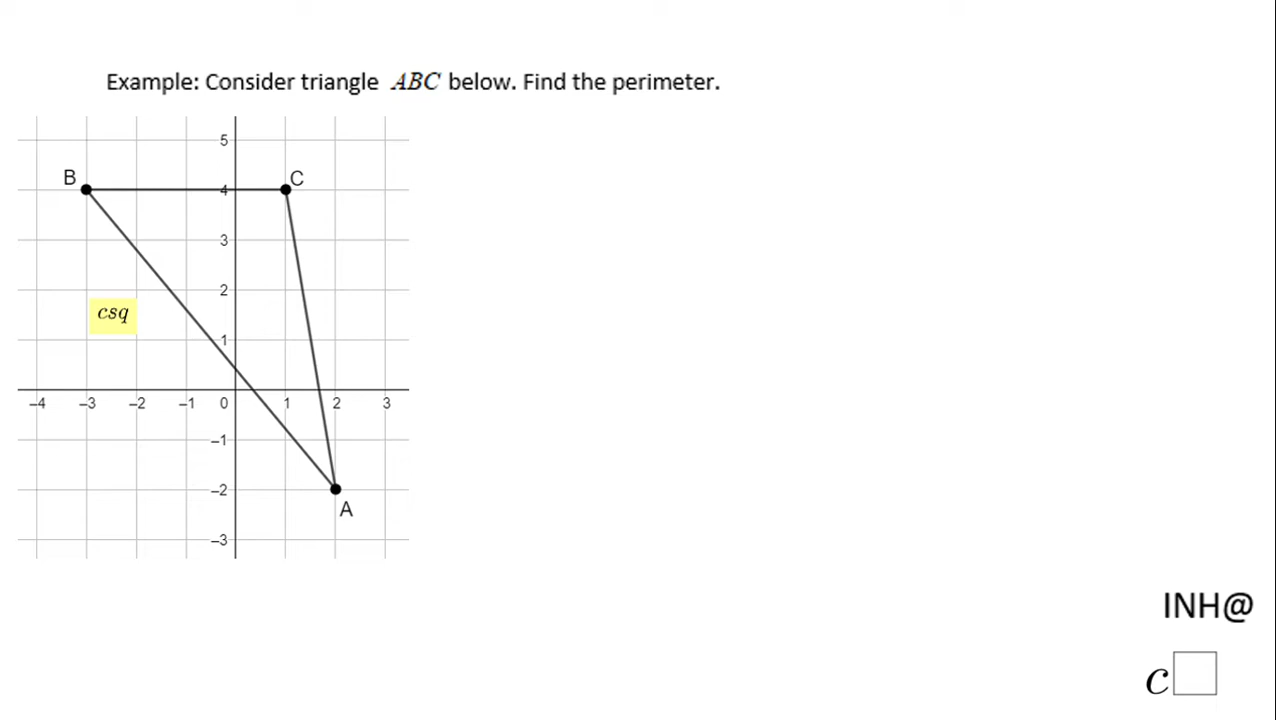 Example: Consider triangle ABC below. Find the perimeter.
5
B
C
4
3
2
csq
1
–4 –3 –2 –1 0 1 2 3
–1
–2
A
–3
INH@
c